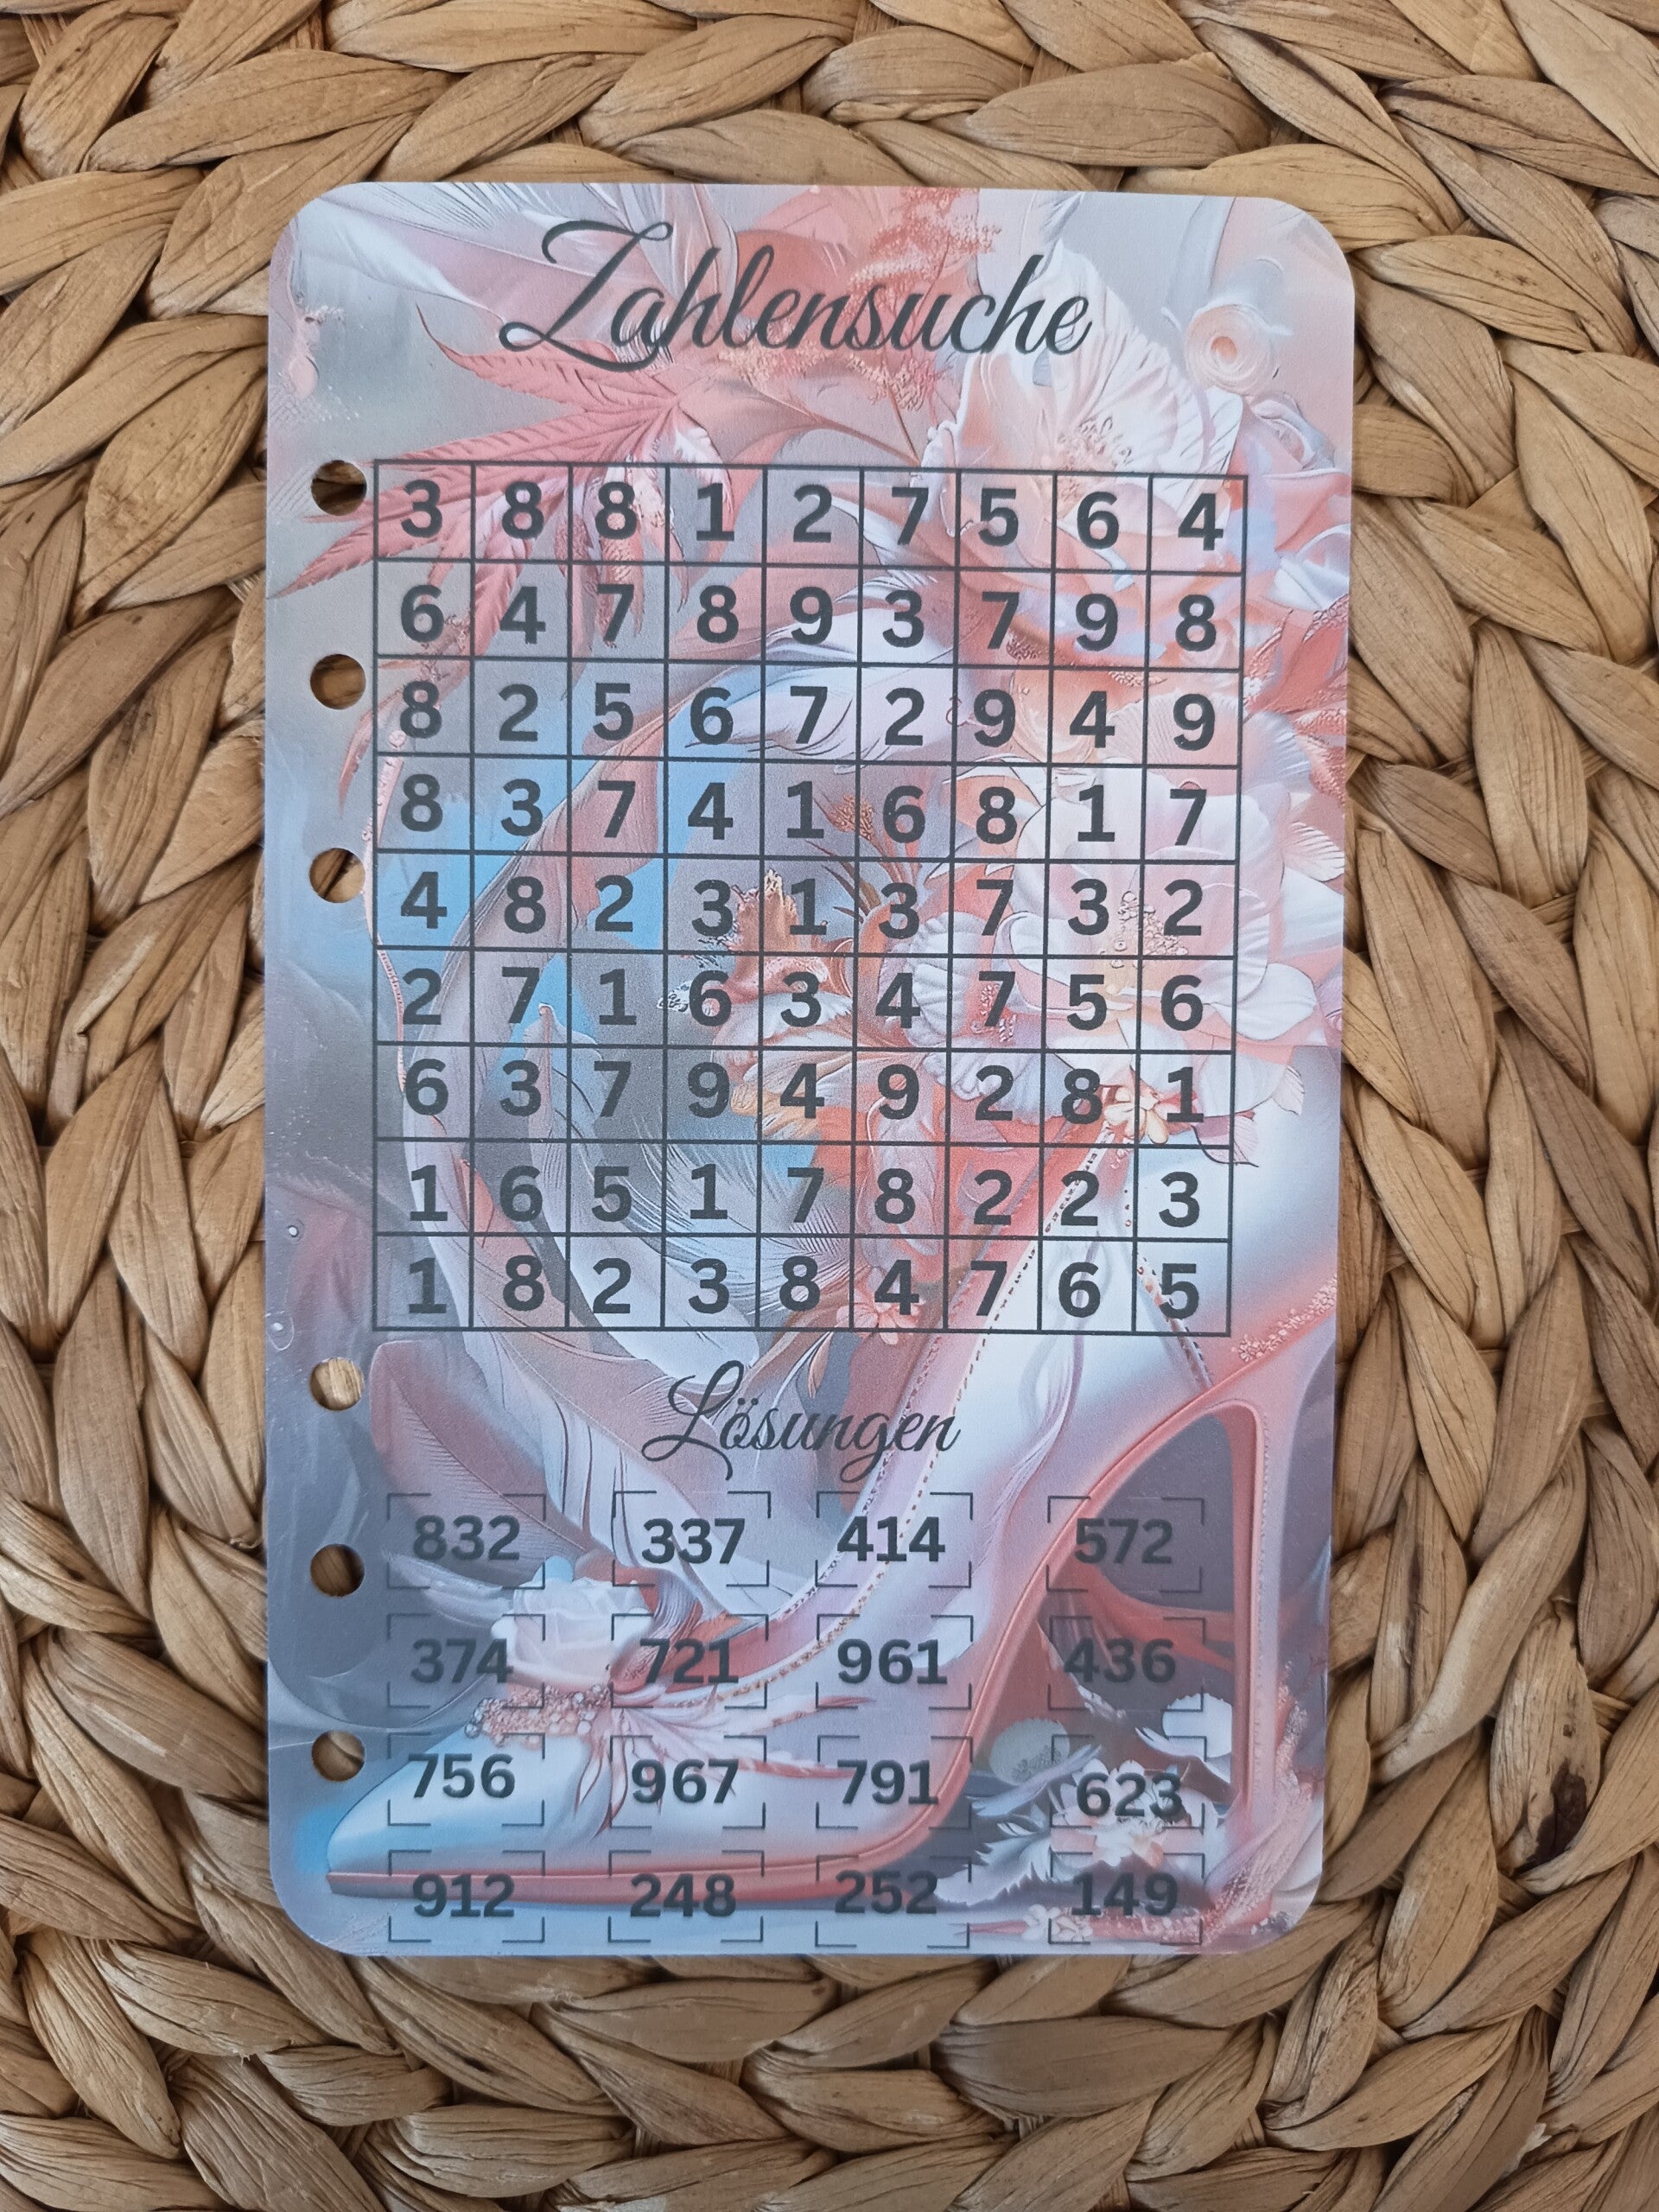 Zahlensuche
3 8 8 1 2 7 5 6 4
6 4 7 8 9 3 7 9 8
8 2 5 6 7 2 9 4 9
8 3 7 4 1 6 8 1 7
4 8 2 3 1 3 7 3 2
2 7 1 6 3 4 7 5 6
6 3 7 9 4 9 2 8 1
1 6 5 1 7 8 2 2 3
1 8 2 3 8 4 7 6 5
Lösungen
832 337 414 572
374 721 961 436
756 967 791 623
912 248 252 149